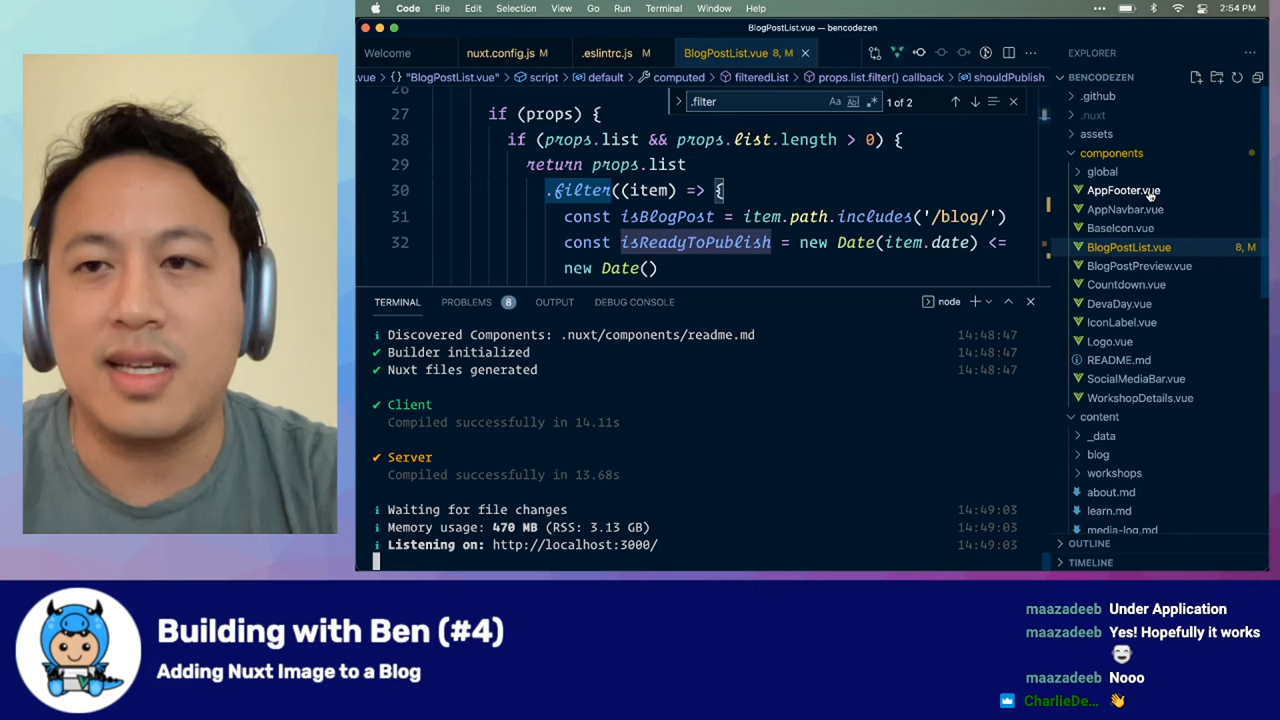 Code File Edit Selection View Go Run Terminal Window Help
2:54 PM
BlogPostList.vue — bencodezen
Welcome
nuxt.config.js M
.eslintrc.js M
BlogPostList.vue 8, M
.vue > {} "BlogPostList.vue" > script > default > computed > filteredList > props.list.filter() callback > shouldPublish
.filter
Aa
1 of 2
26
27 if (props) {
28 if (props.list && props.list.length > 0) {
29 return props.list
30 .filter((item) => {
31 const isBlogPost = item.path.includes('/blog/')
32 const isReadyToPublish = new Date(item.date) <=
new Date()
TERMINAL PROBLEMS 8 OUTPUT DEBUG CONSOLE
node
i Discovered Components: .nuxt/components/readme.md 14:48:47
✔ Builder initialized 14:48:47
✔ Nuxt files generated 14:48:47
✔ Client
Compiled successfully in 14.11s
✔ Server
Compiled successfully in 13.68s
i Waiting for file changes 14:49:03
i Memory usage: 470 MB (RSS: 3.13 GB) 14:49:03
i Listening on: http://localhost:3000/ 14:49:03
EXPLORER
BENCODEZEN
.github
.nuxt
assets
components
global
AppFooter.vue
AppNavbar.vue
BaseIcon.vue
BlogPostList.vue 8, M
BlogPostPreview.vue
Countdown.vue
DevaDay.vue
IconLabel.vue
Logo.vue
README.md
SocialMediaBar.vue
WorkshopDetails.vue
content
_data
blog
workshops
about.md
learn.md
media-log.md
OUTLINE
TIMELINE
Building with Ben (#4)
Adding Nuxt Image to a Blog
maazadeeb Under Application
maazadeeb Yes! Hopefully it works
maazadeeb Nooo
CharlieDe... 👋